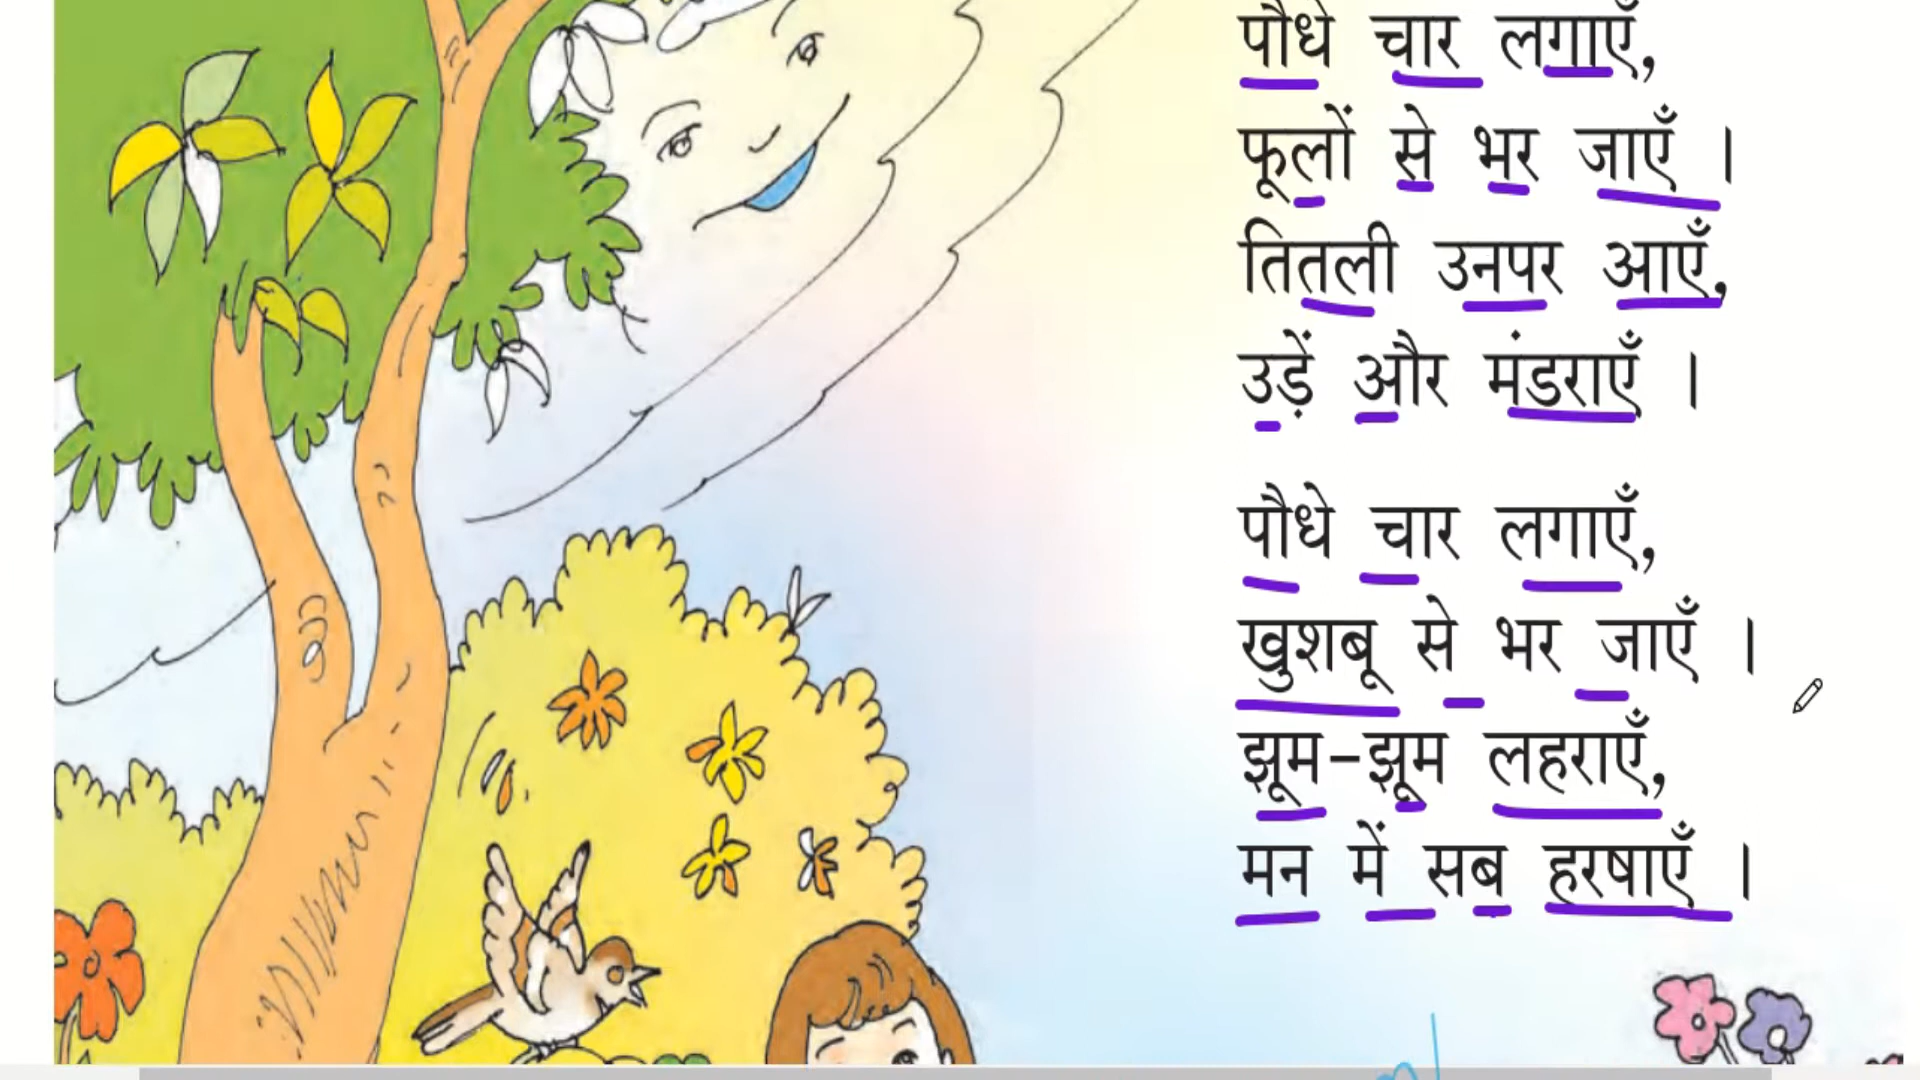 पौधे चार लगाएँ,
फूलों से भर जाएँ ।
तितली उनपर आएँ,
उड़ें और मंडराएँ ।
पौधे चार लगाएँ,
खुशबू से भर जाएँ ।
झूम-झूम लहराएँ,
मन में सब हरषाएँ ।